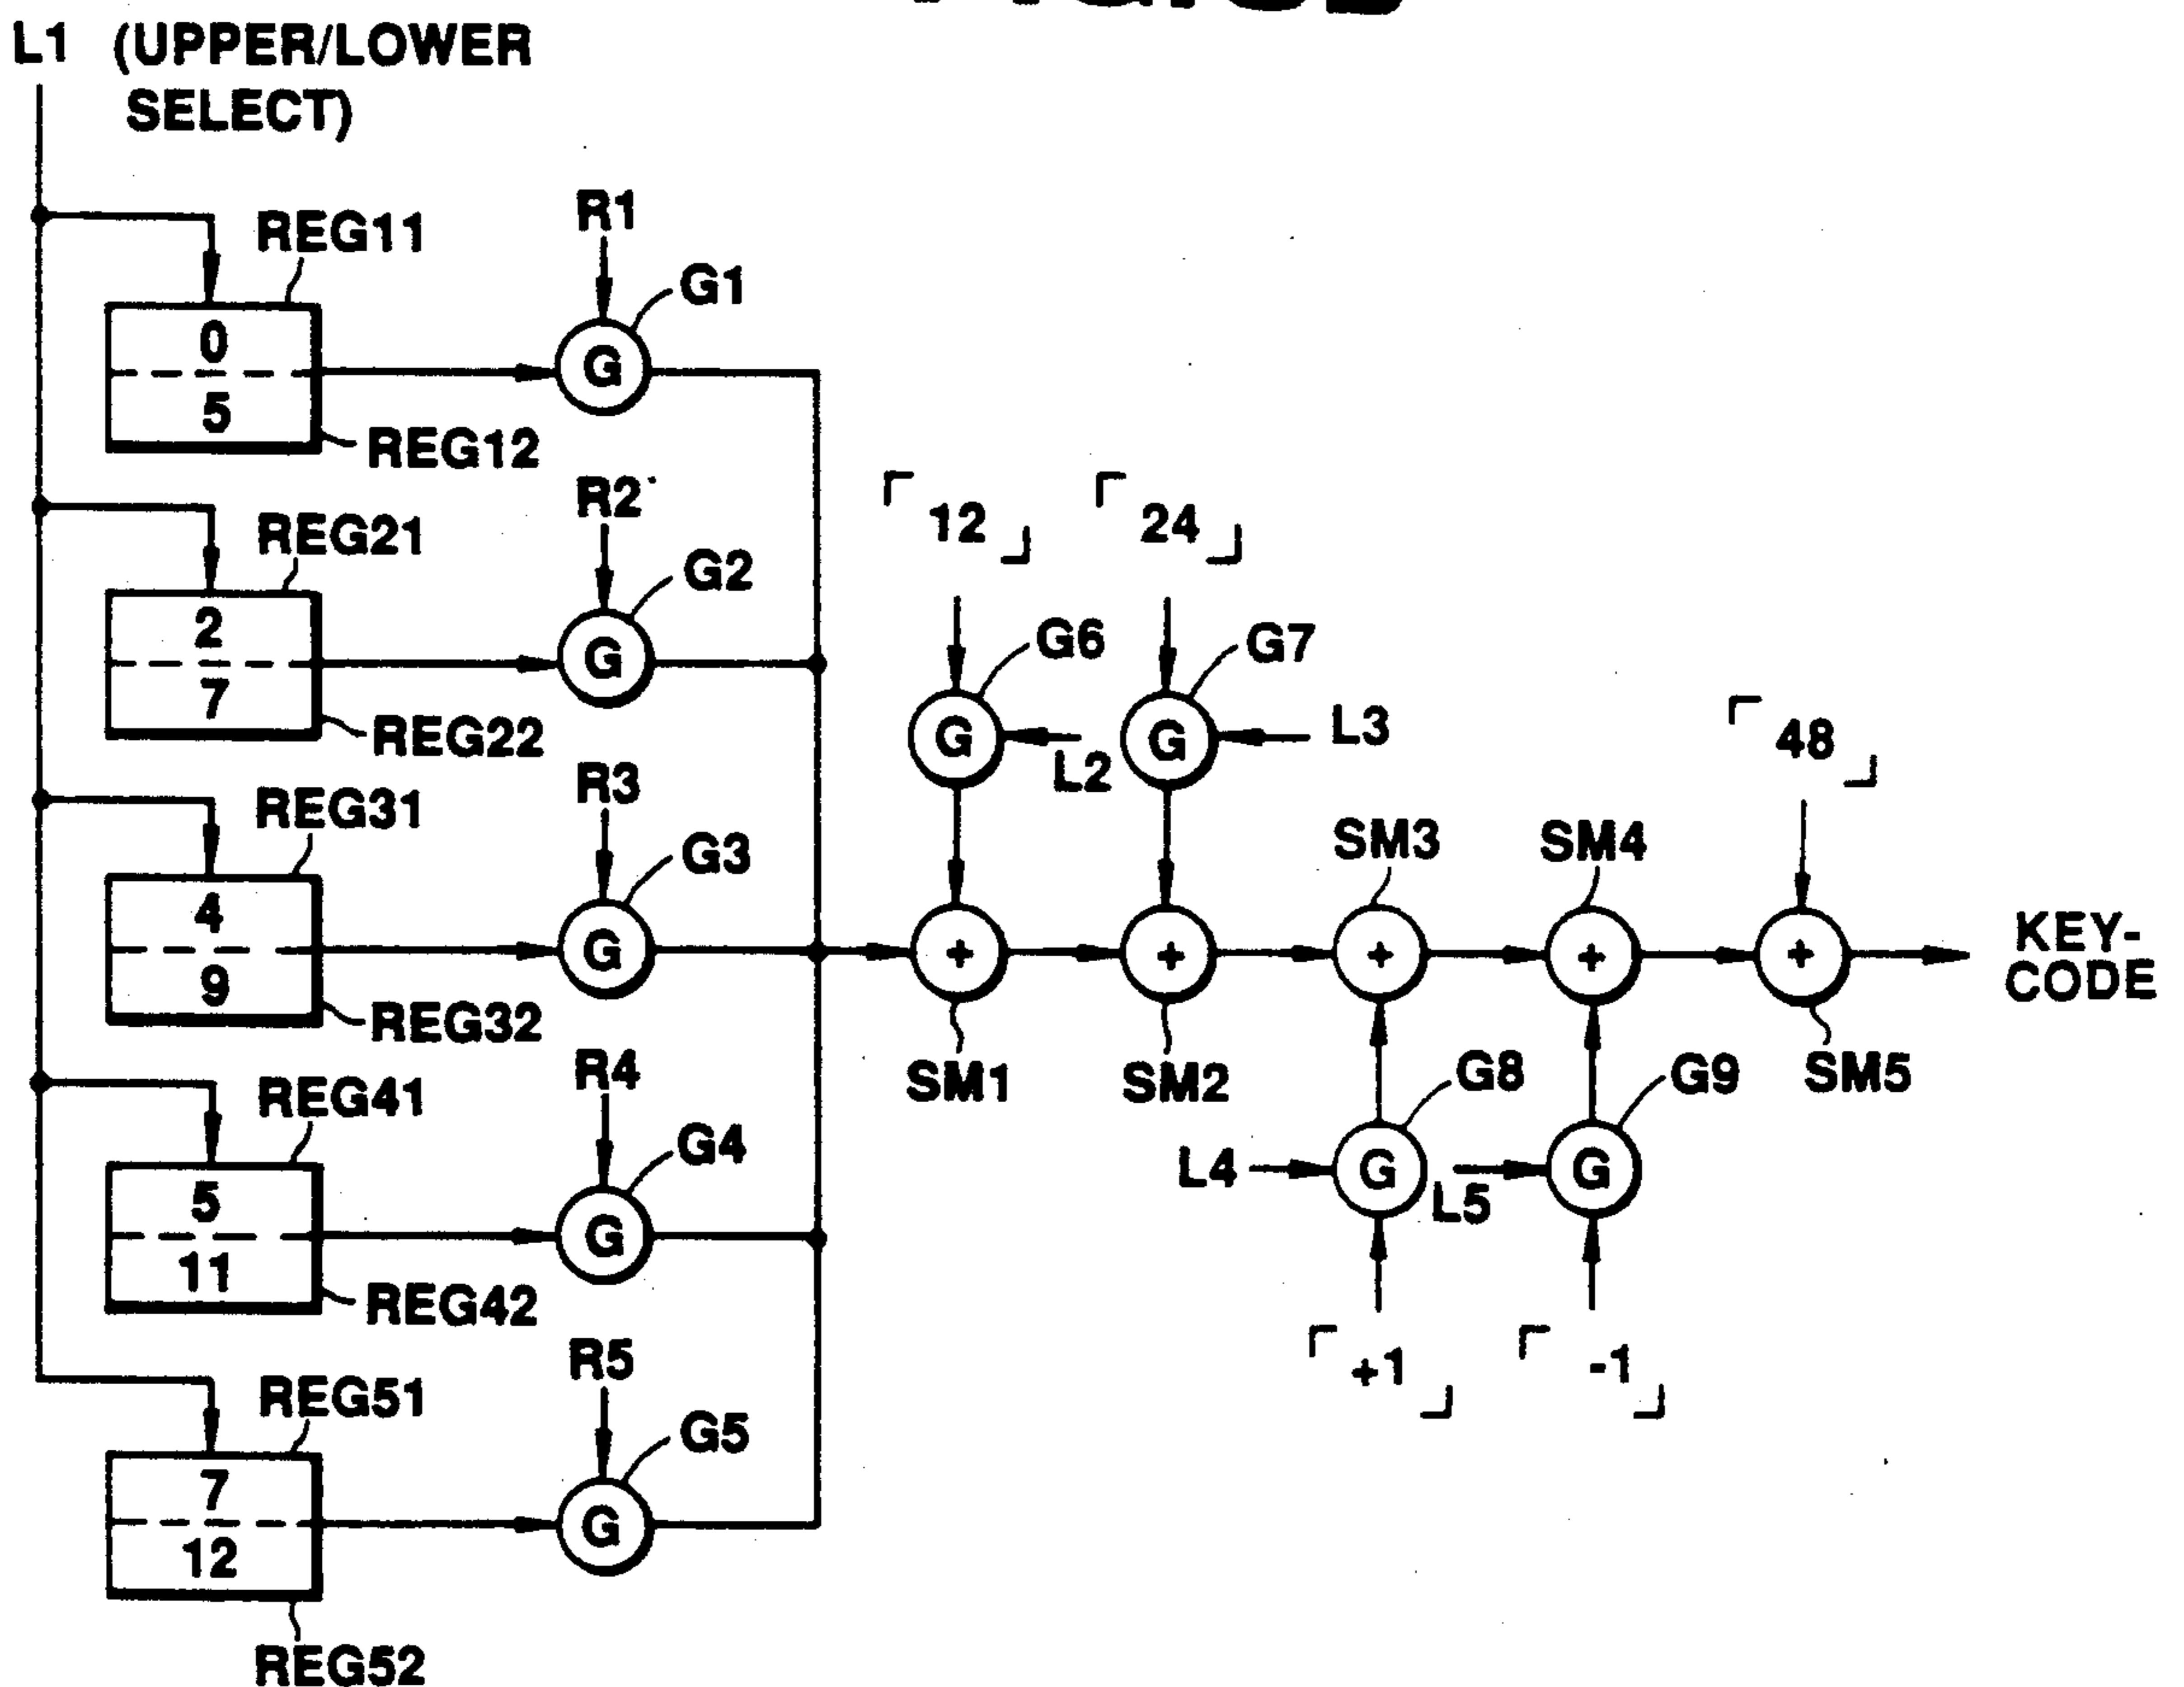 L1 (UPPER/LOWER
SELECT)
REG11
R1
G1
0
G
5
REG12
R2
REG21
G2
2
G
7
REG22
R3
REG31
G3
4
G
9
REG32
R4
REG41
G4
5
G
11
REG42
R5
REG51
G5
7
G
12
REG52
「12」
「24」
G6
G7
G
L2
G
L3
「48」
SM3
SM4
+
+
+
+
+
KEY-
CODE
SM1
SM2
G8
G9
SM5
L4
G
L5
G
「+1」
「-1」